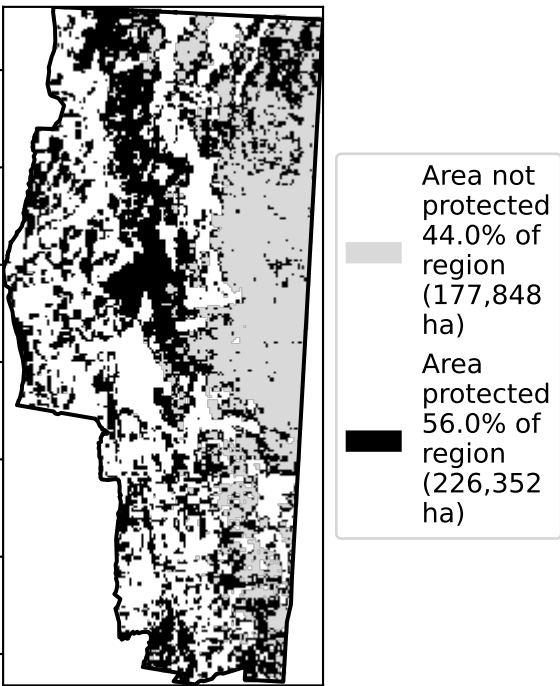 Area not
protected
44.0% of
region
(177,848
ha)
Area
protected
56.0% of
region
(226,352
ha)